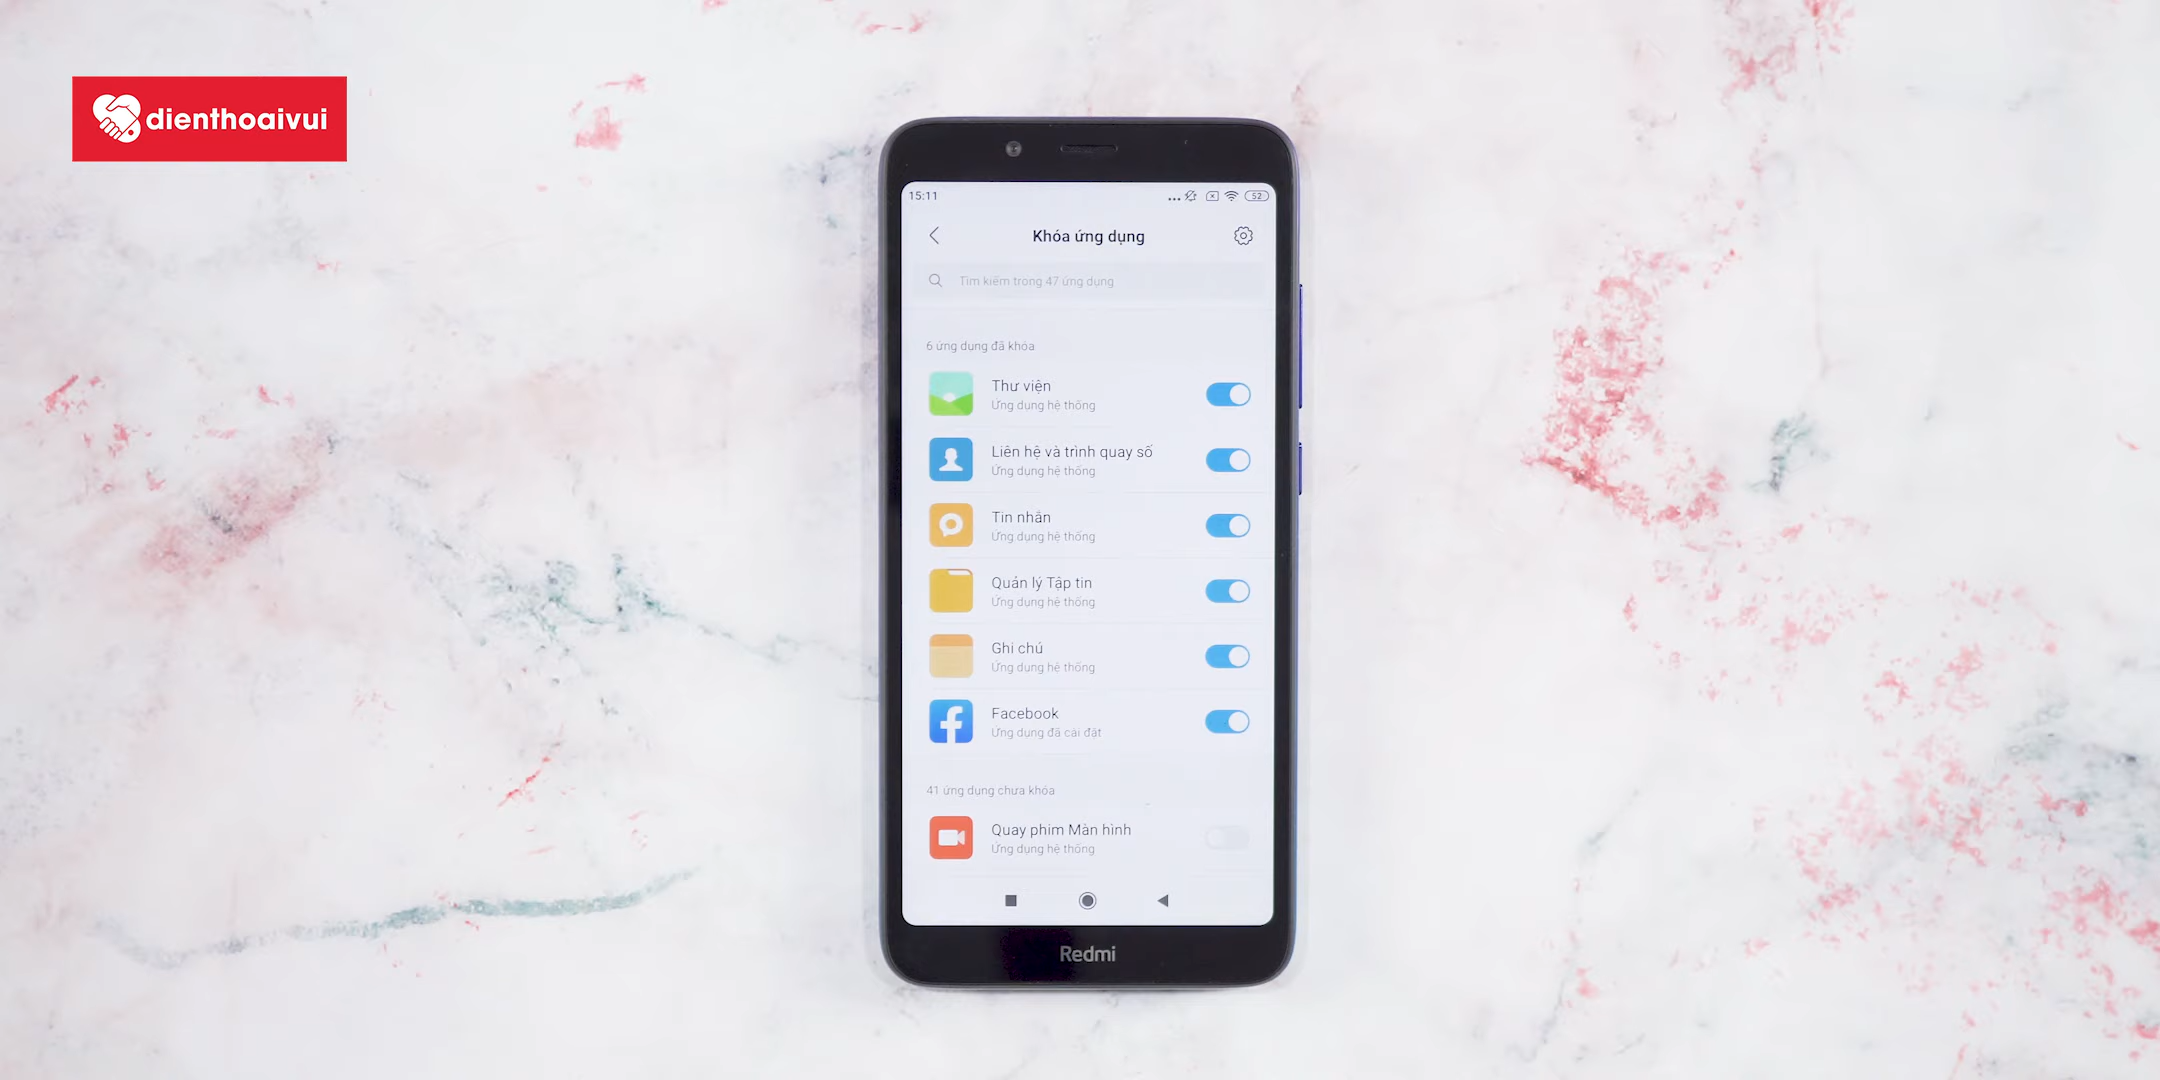 dienthoaivui
15:11
52
Khóa ứng dụng
Tìm kiếm trong 47 ứng dụng
6 ứng dụng đã khóa
Thư viện
Ứng dụng hệ thống
Liên hệ và trình quay số
Ứng dụng hệ thống
Tin nhắn
Ứng dụng hệ thống
Quản lý Tập tin
Ứng dụng hệ thống
Ghi chú
Ứng dụng hệ thống
Facebook
Ứng dụng đã cài đặt
41 ứng dụng chưa khóa
Quay phim Màn hình
Ứng dụng hệ thống
Redmi